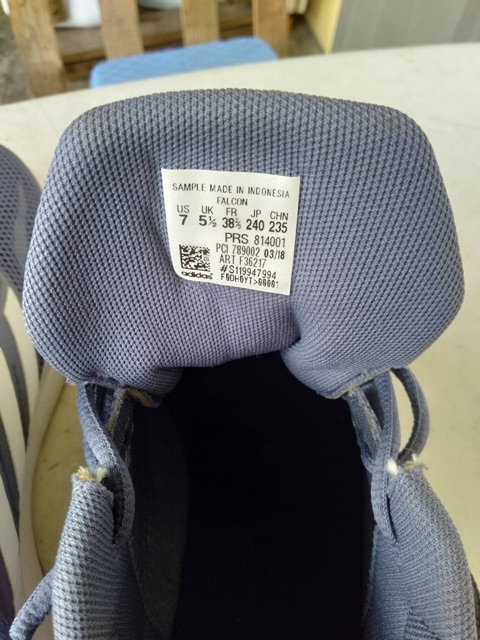 SAMPLE MADE IN INDONESIA
FALCON
US UK FR JP CHN
7 5½ 38⅔ 240 235
PRS 814001
PCI 789002 03/18
ART F36217
#S119947994
adidas F0DH0YT>00001